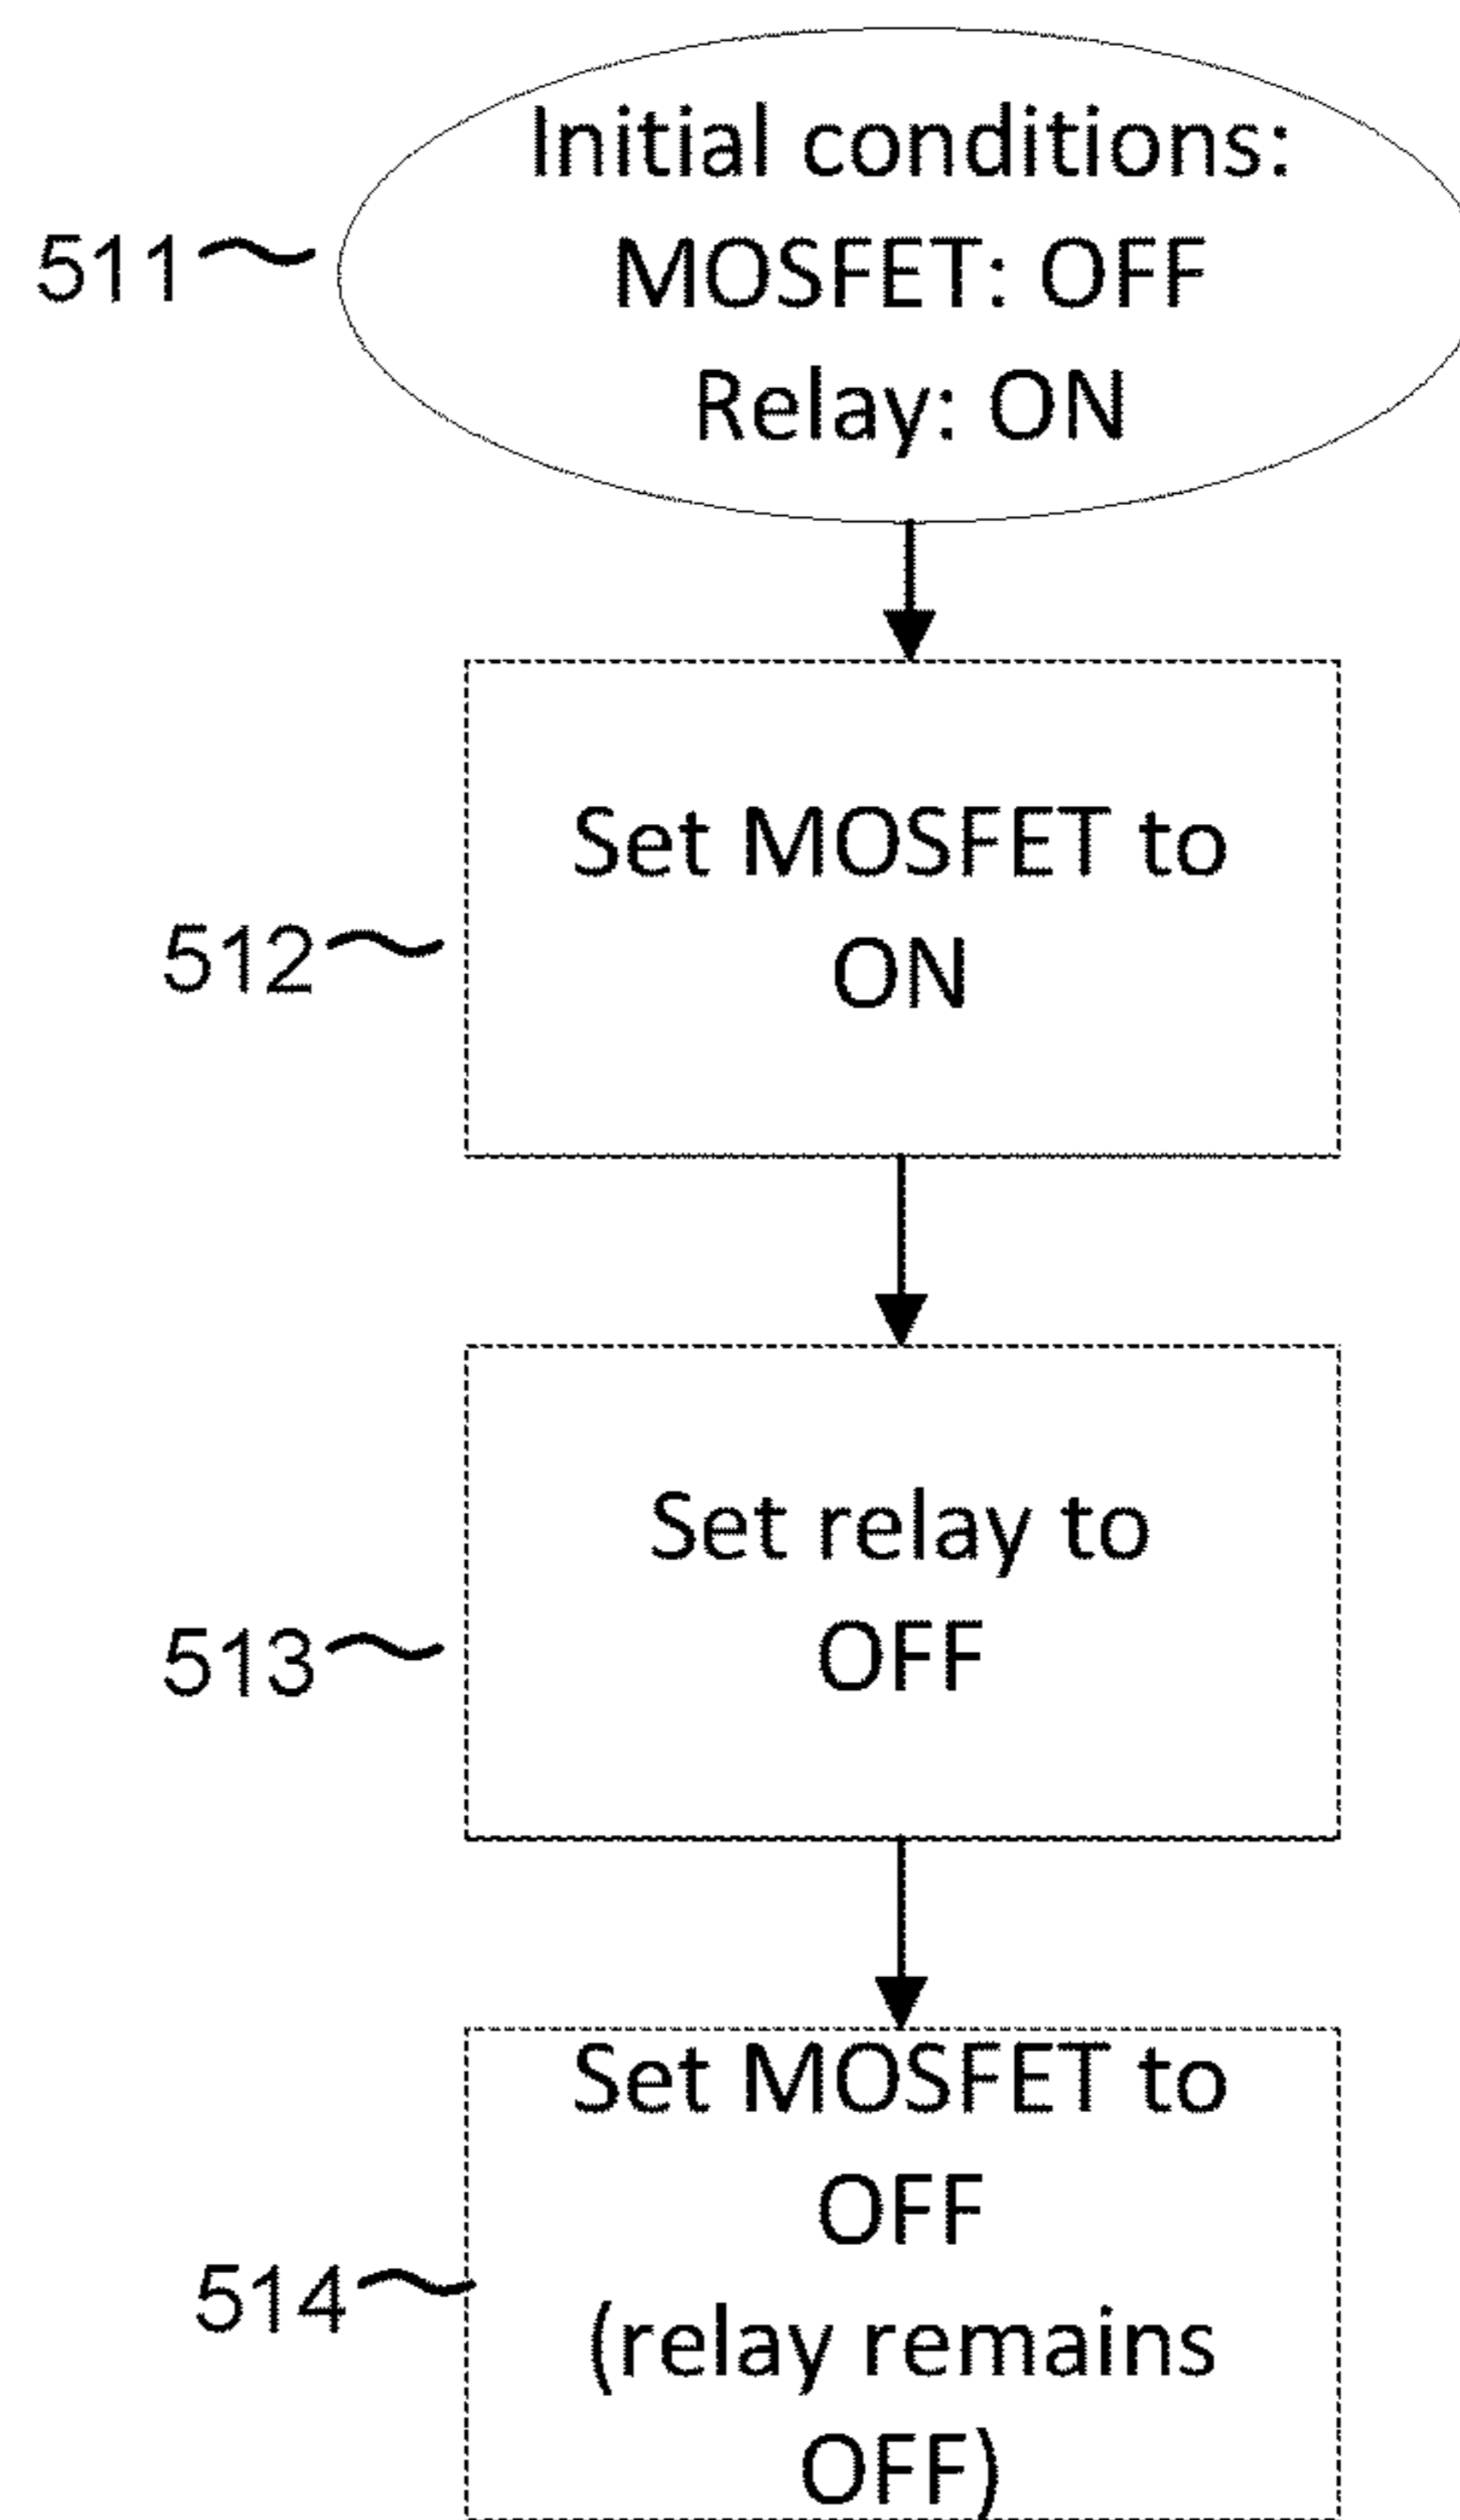 Initial conditions:
MOSFET: OFF
Relay: ON
511
Set MOSFET to
ON
512
Set relay to
OFF
513
Set MOSFET to
OFF
(relay remains
OFF)
514